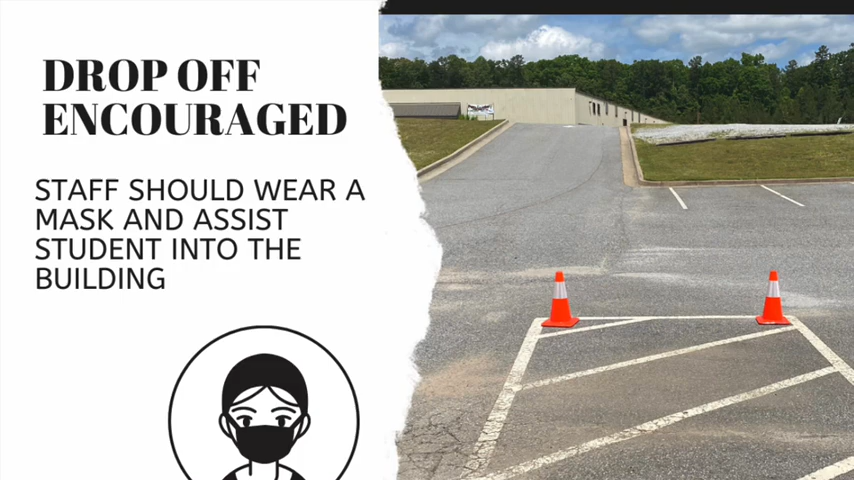 DROP OFF
ENCOURAGED
STAFF SHOULD WEAR A
MASK AND ASSIST
STUDENT INTO THE
BUILDING